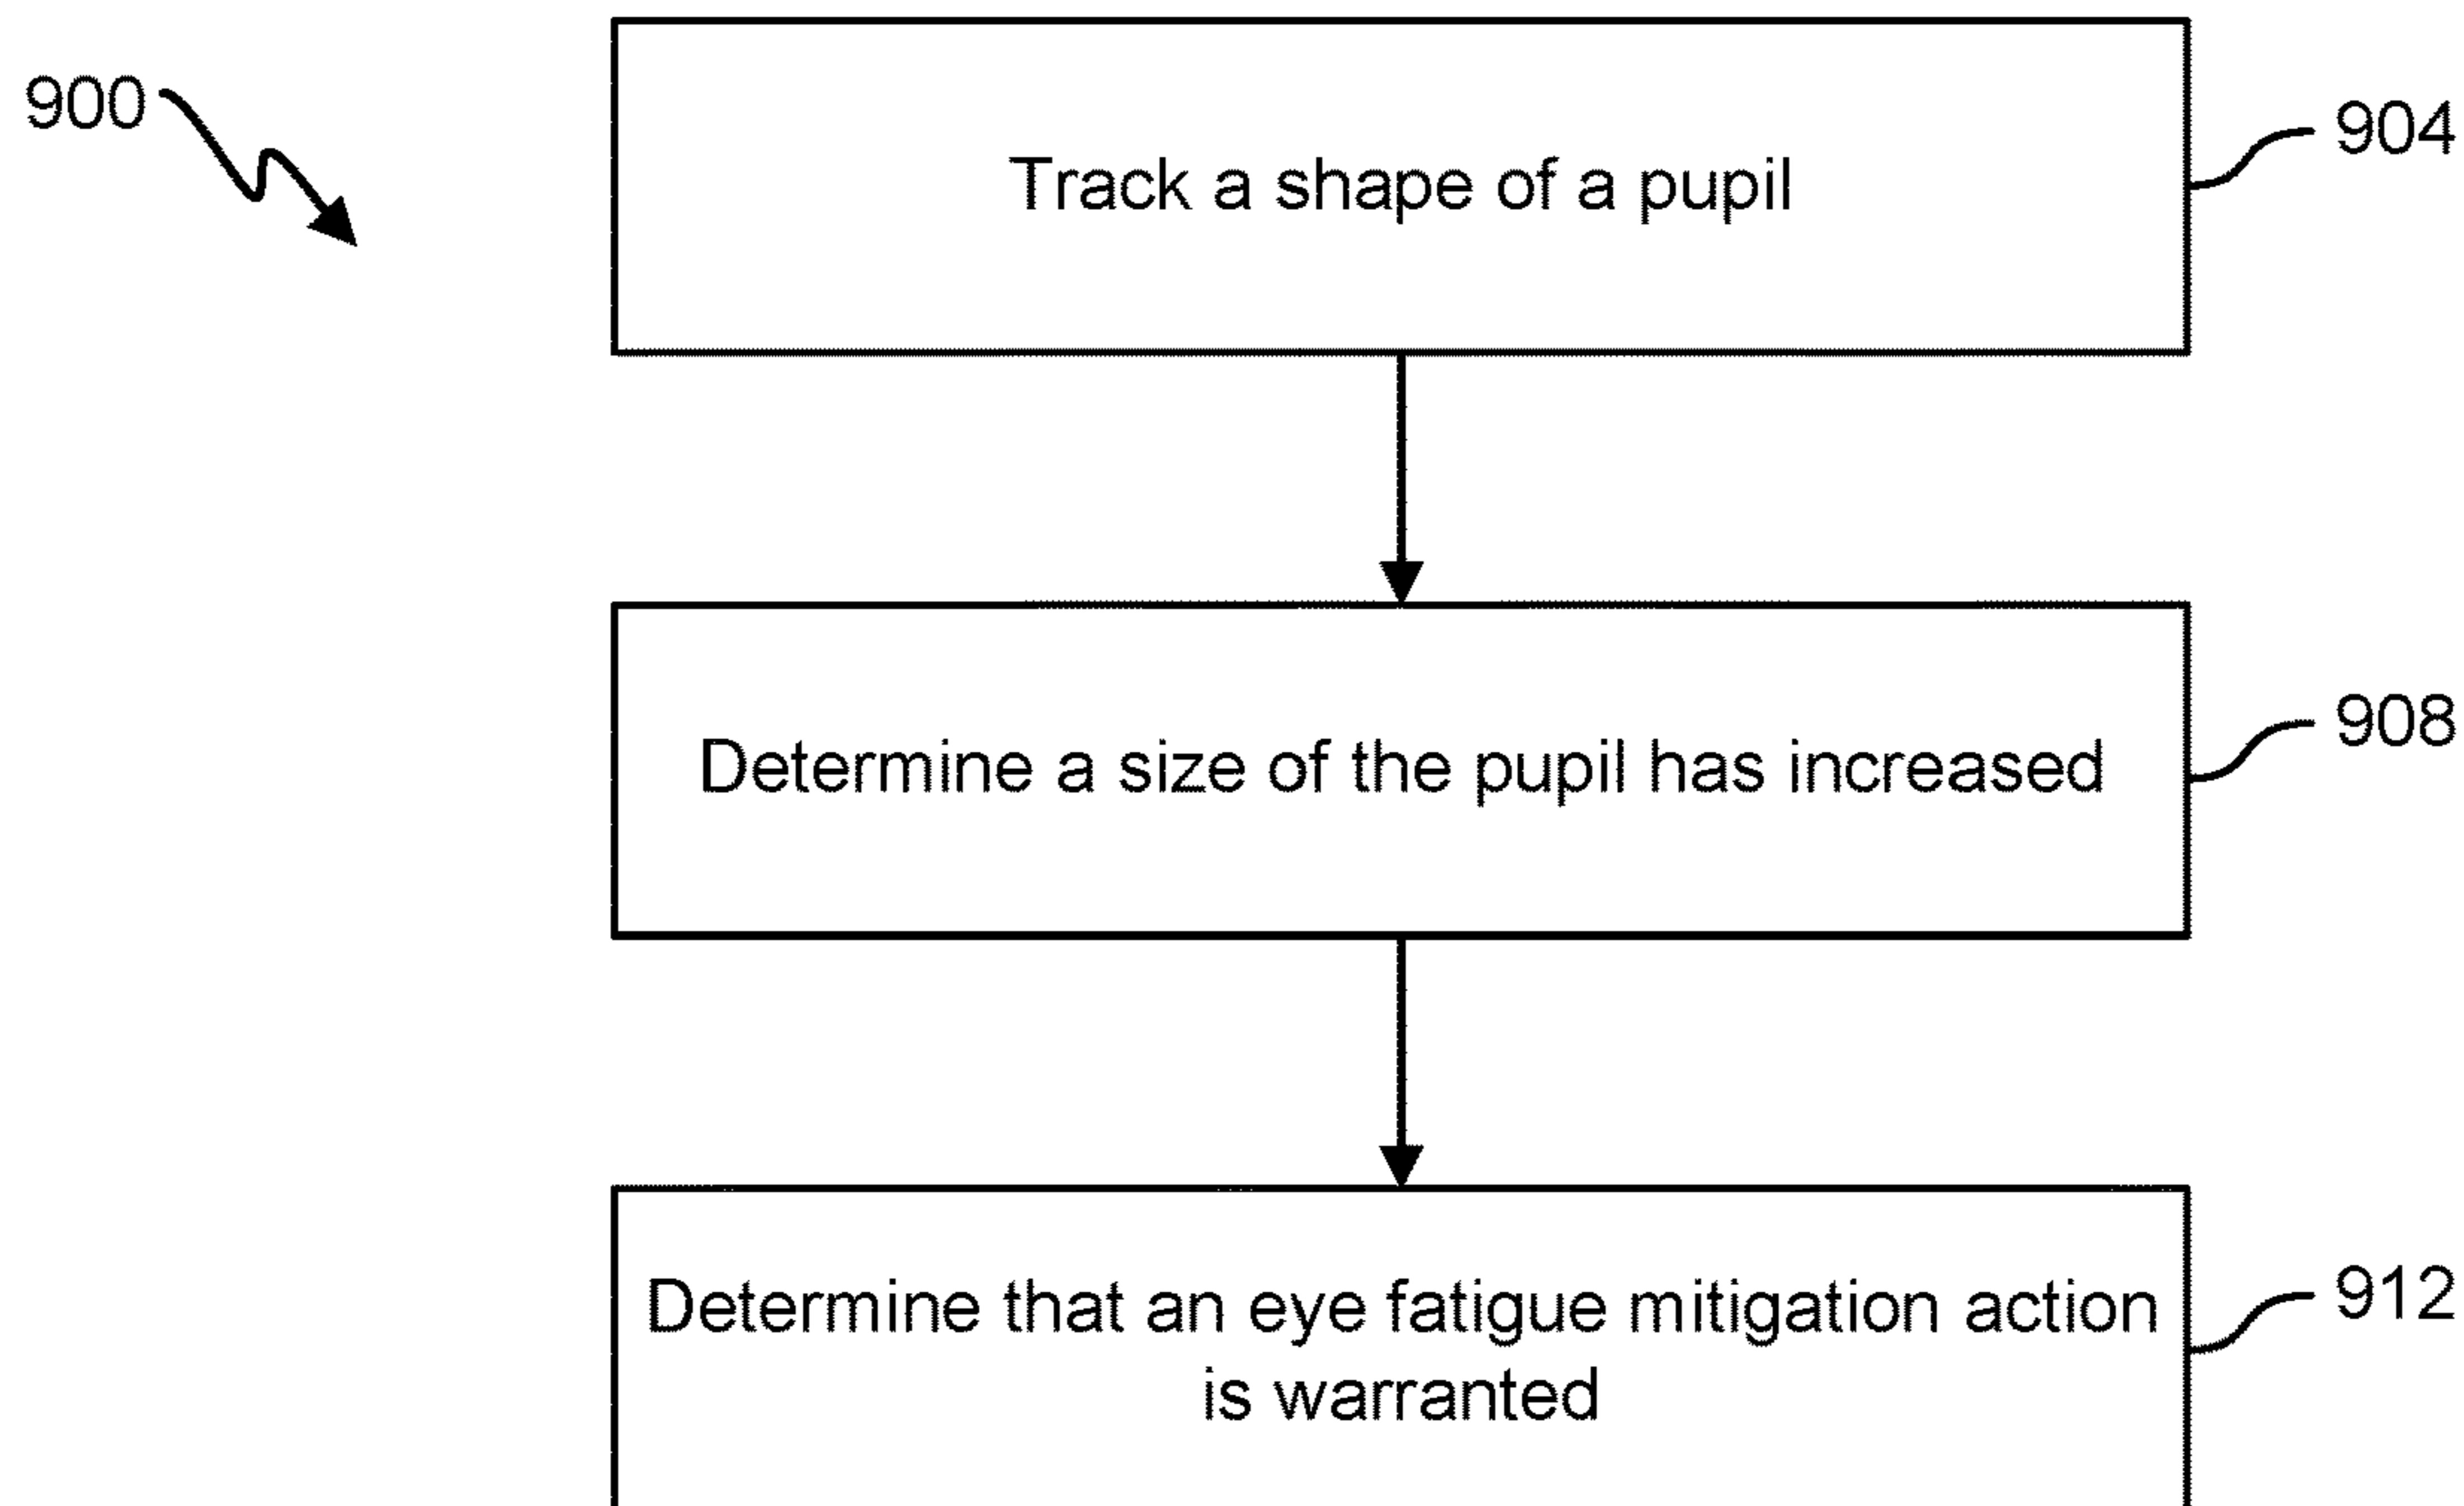 900
Track a shape of a pupil
904
Determine a size of the pupil has increased
908
Determine that an eye fatigue mitigation action
is warranted
912